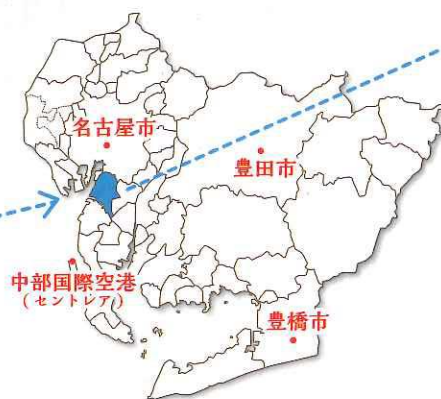 名古屋市
豊田市
中部国際空港
(セントレア)
豊橋市